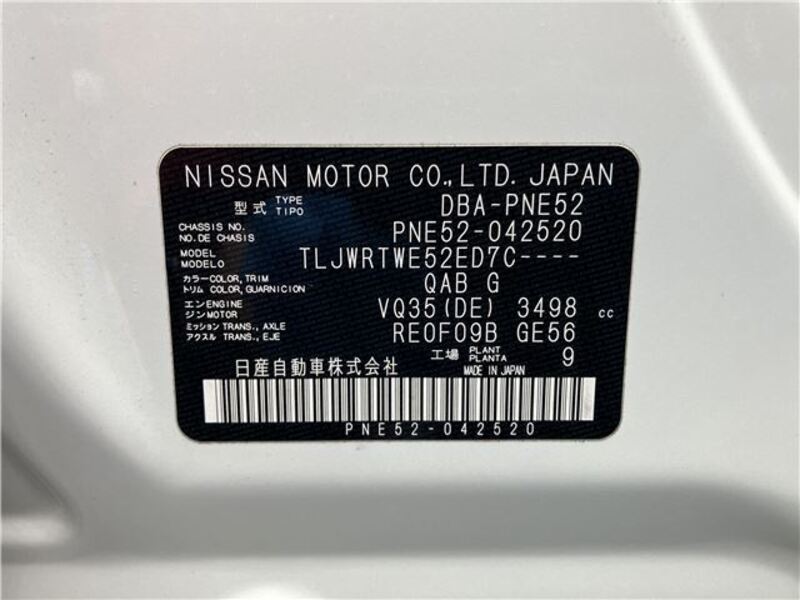 NISSAN MOTOR CO.,LTD. JAPAN
型式 TYPE TIPO DBA-PNE52
CHASSIS NO. NO.DE CHASIS PNE52-042520
MODEL MODELO TLJWRTWE52ED7C----
カラー COLOR, TRIM トリム COLOR, GUARNICION QAB G
エンジン ENGINE MOTOR VQ35(DE) 3498 cc
ミッション TRANS., AXLE アクスル TRANS., EJE RE0F09B GE56
工場 PLANT PLANTA 9
日産自動車株式会社 MADE IN JAPAN
PNE52-042520